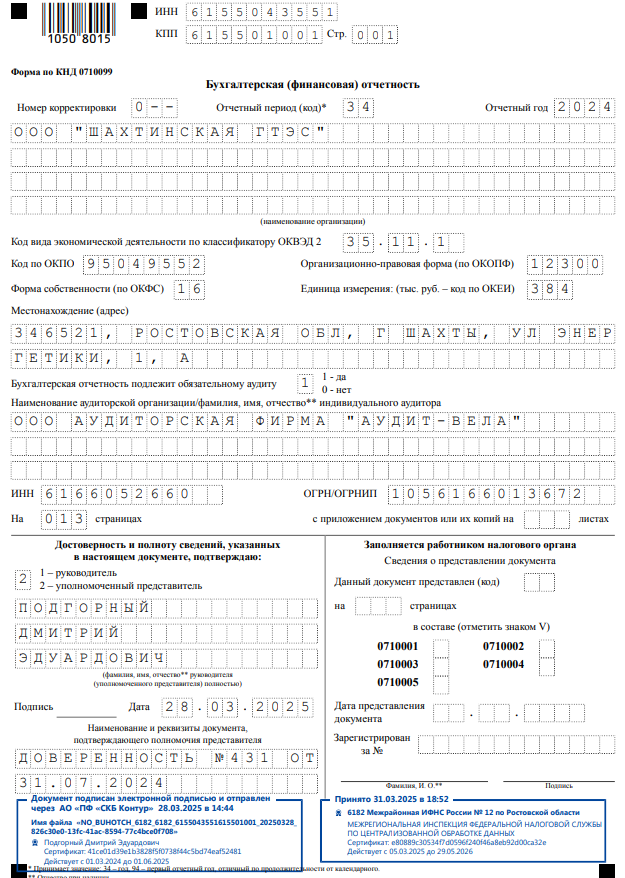 1050 8015
ИНН 6155043551
КПП 615501001 Стр. 001
Форма по КНД 0710099
Бухгалтерская (финансовая) отчетность
Номер корректировки 0-- Отчетный период (код)* 34 Отчетный год 2024
ООО "ШАХТИНСКАЯ ГТЭС"
(наименование организации)
Код вида экономической деятельности по классификатору ОКВЭД 2 35.11.1
Код по ОКПО 95049552 Организационно-правовая форма (по ОКОПФ) 12300
Форма собственности (по ОКФС) 16 Единица измерения: (тыс. руб. – код по ОКЕИ) 384
Местонахождение (адрес)
346521, РОСТОВСКАЯ ОБЛ, Г ШАХТЫ, УЛ ЭНЕР
ГЕТИКИ, 1, А
Бухгалтерская отчетность подлежит обязательному аудиту 1 1 - да
0 - нет
Наименование аудиторской организации/фамилия, имя, отчество** индивидуального аудитора
ООО АУДИТОРСКАЯ ФИРМА "АУДИТ-ВЕЛА"
ИНН 6166052660 ОГРН/ОГРНИП 1056166013672
На 013 страницах с приложением документов или их копий на листах
Достоверность и полноту сведений, указанных
в настоящем документе, подтверждаю:
2 1 – руководитель
2 – уполномоченный представитель
ПОДГОРНЫЙ
ДМИТРИЙ
ЭДУАРДОВИЧ
(фамилия, имя, отчество** руководителя
(уполномоченного представителя) полностью)
Подпись Дата 28.03.2025
Наименование и реквизиты документа,
подтверждающего полномочия представителя
ДОВЕРЕННОСТЬ №431 ОТ
31.07.2024
Заполняется работником налогового органа
Сведения о представлении документа
Данный документ представлен (код)
на страницах
в составе (отметить знаком V)
0710001 0710002
0710003 0710004
0710005
Дата представления
документа . .
Зарегистрирован
за №
Фамилия, И. О.** Подпись
Документ подписан электронной подписью и отправлен
через АО «ПФ «СКБ Контур» 28.03.2025 в 14:44
Имя файла «NO_BUHOTCH_6182_6182_6155043551615501001_20250328_
826c30e0-13fc-41ac-8594-77c4bce0f708»
Подгорный Дмитрий Эдуардович
Сертификат: 41ce01d39e1b3828f5f0738f44c5bd74eaf52481
Действует с 01.03.2024 до 01.06.2025
Принято 31.03.2025 в 18:52
6182 Межрайонная ИФНС России № 12 по Ростовской области
МЕЖРЕГИОНАЛЬНАЯ ИНСПЕКЦИЯ ФЕДЕРАЛЬНОЙ НАЛОГОВОЙ СЛУЖБЫ
ПО ЦЕНТРАЛИЗОВАННОЙ ОБРАБОТКЕ ДАННЫХ
Сертификат: e80889c30534f7d0596f240f46a8eb92d00ca32e
Действует с 05.03.2025 до 29.05.2026
* Принимает значение: 34 – год, 94 – первый отчетный год, отличный по продолжительности от календарного.
** Отчество при наличии.